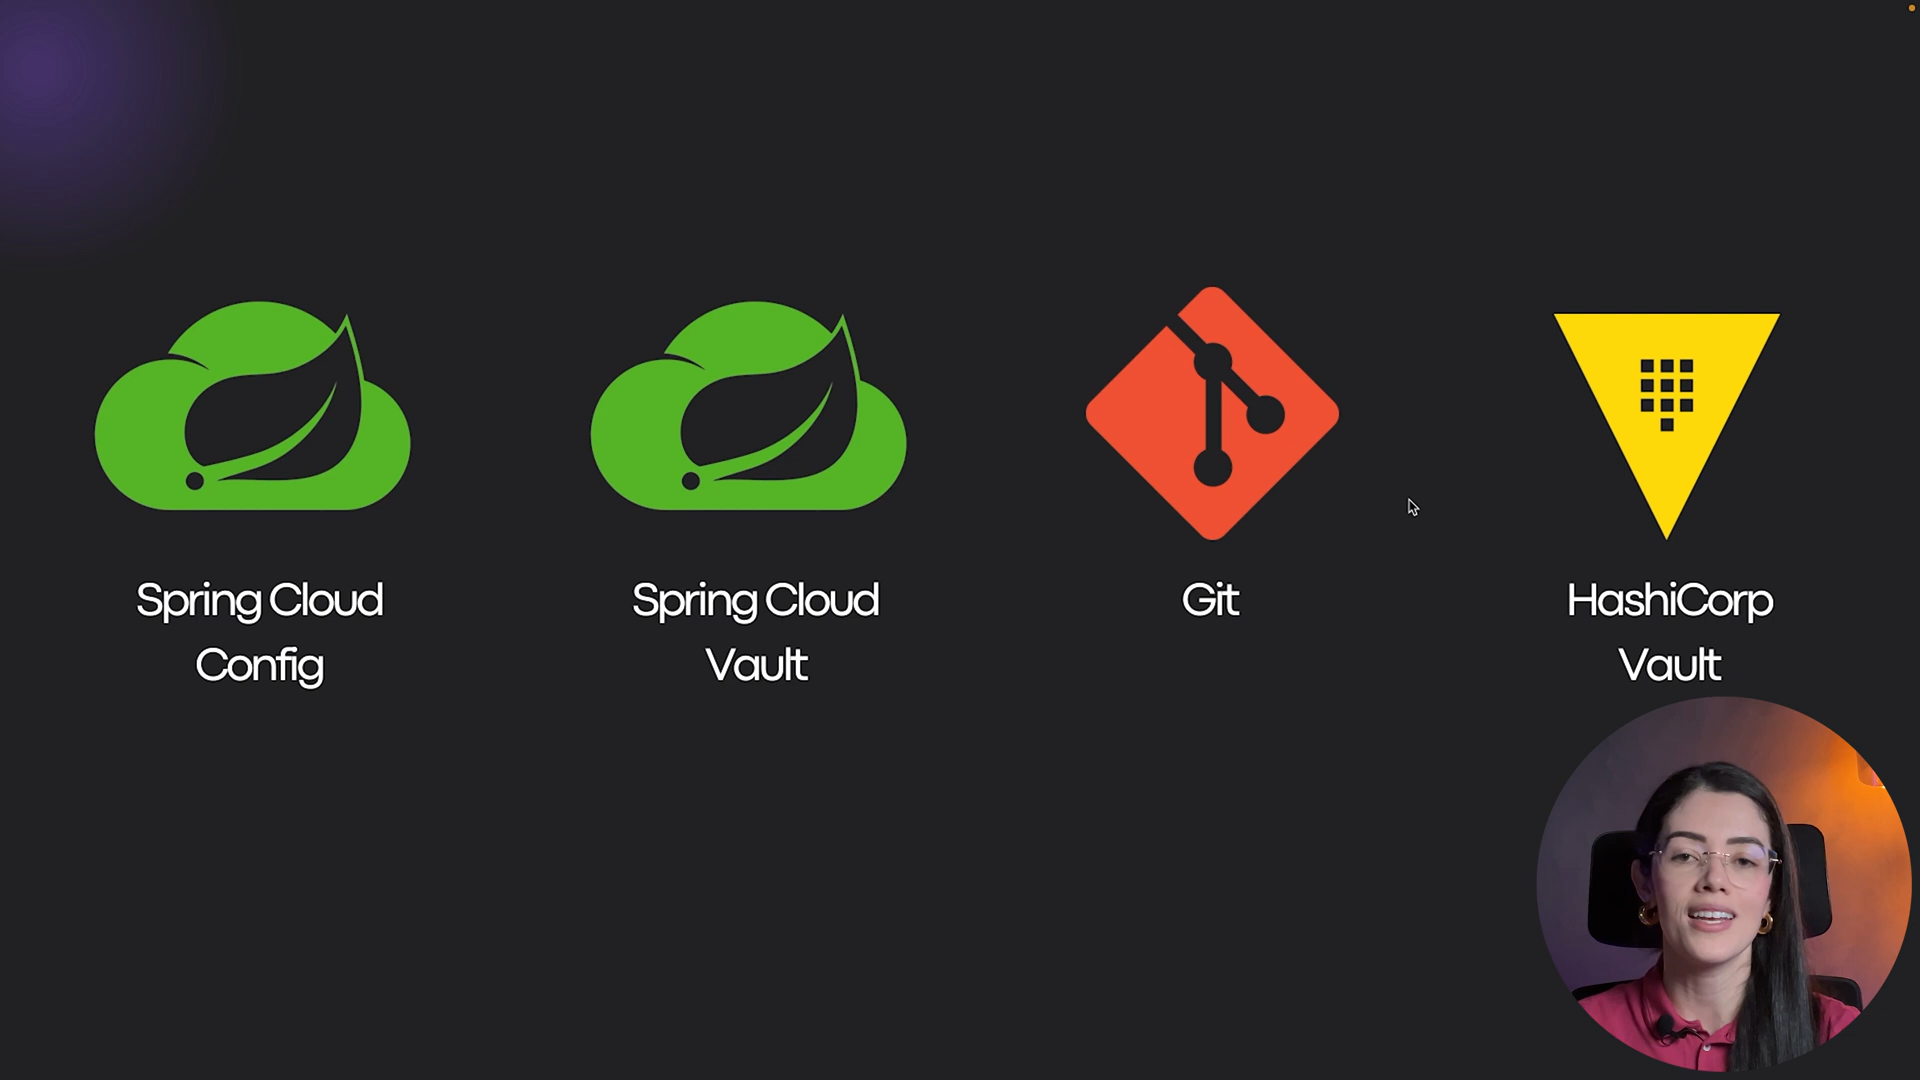 Spring Cloud
Config
Spring Cloud
Vault
Git
HashiCorp
Vault